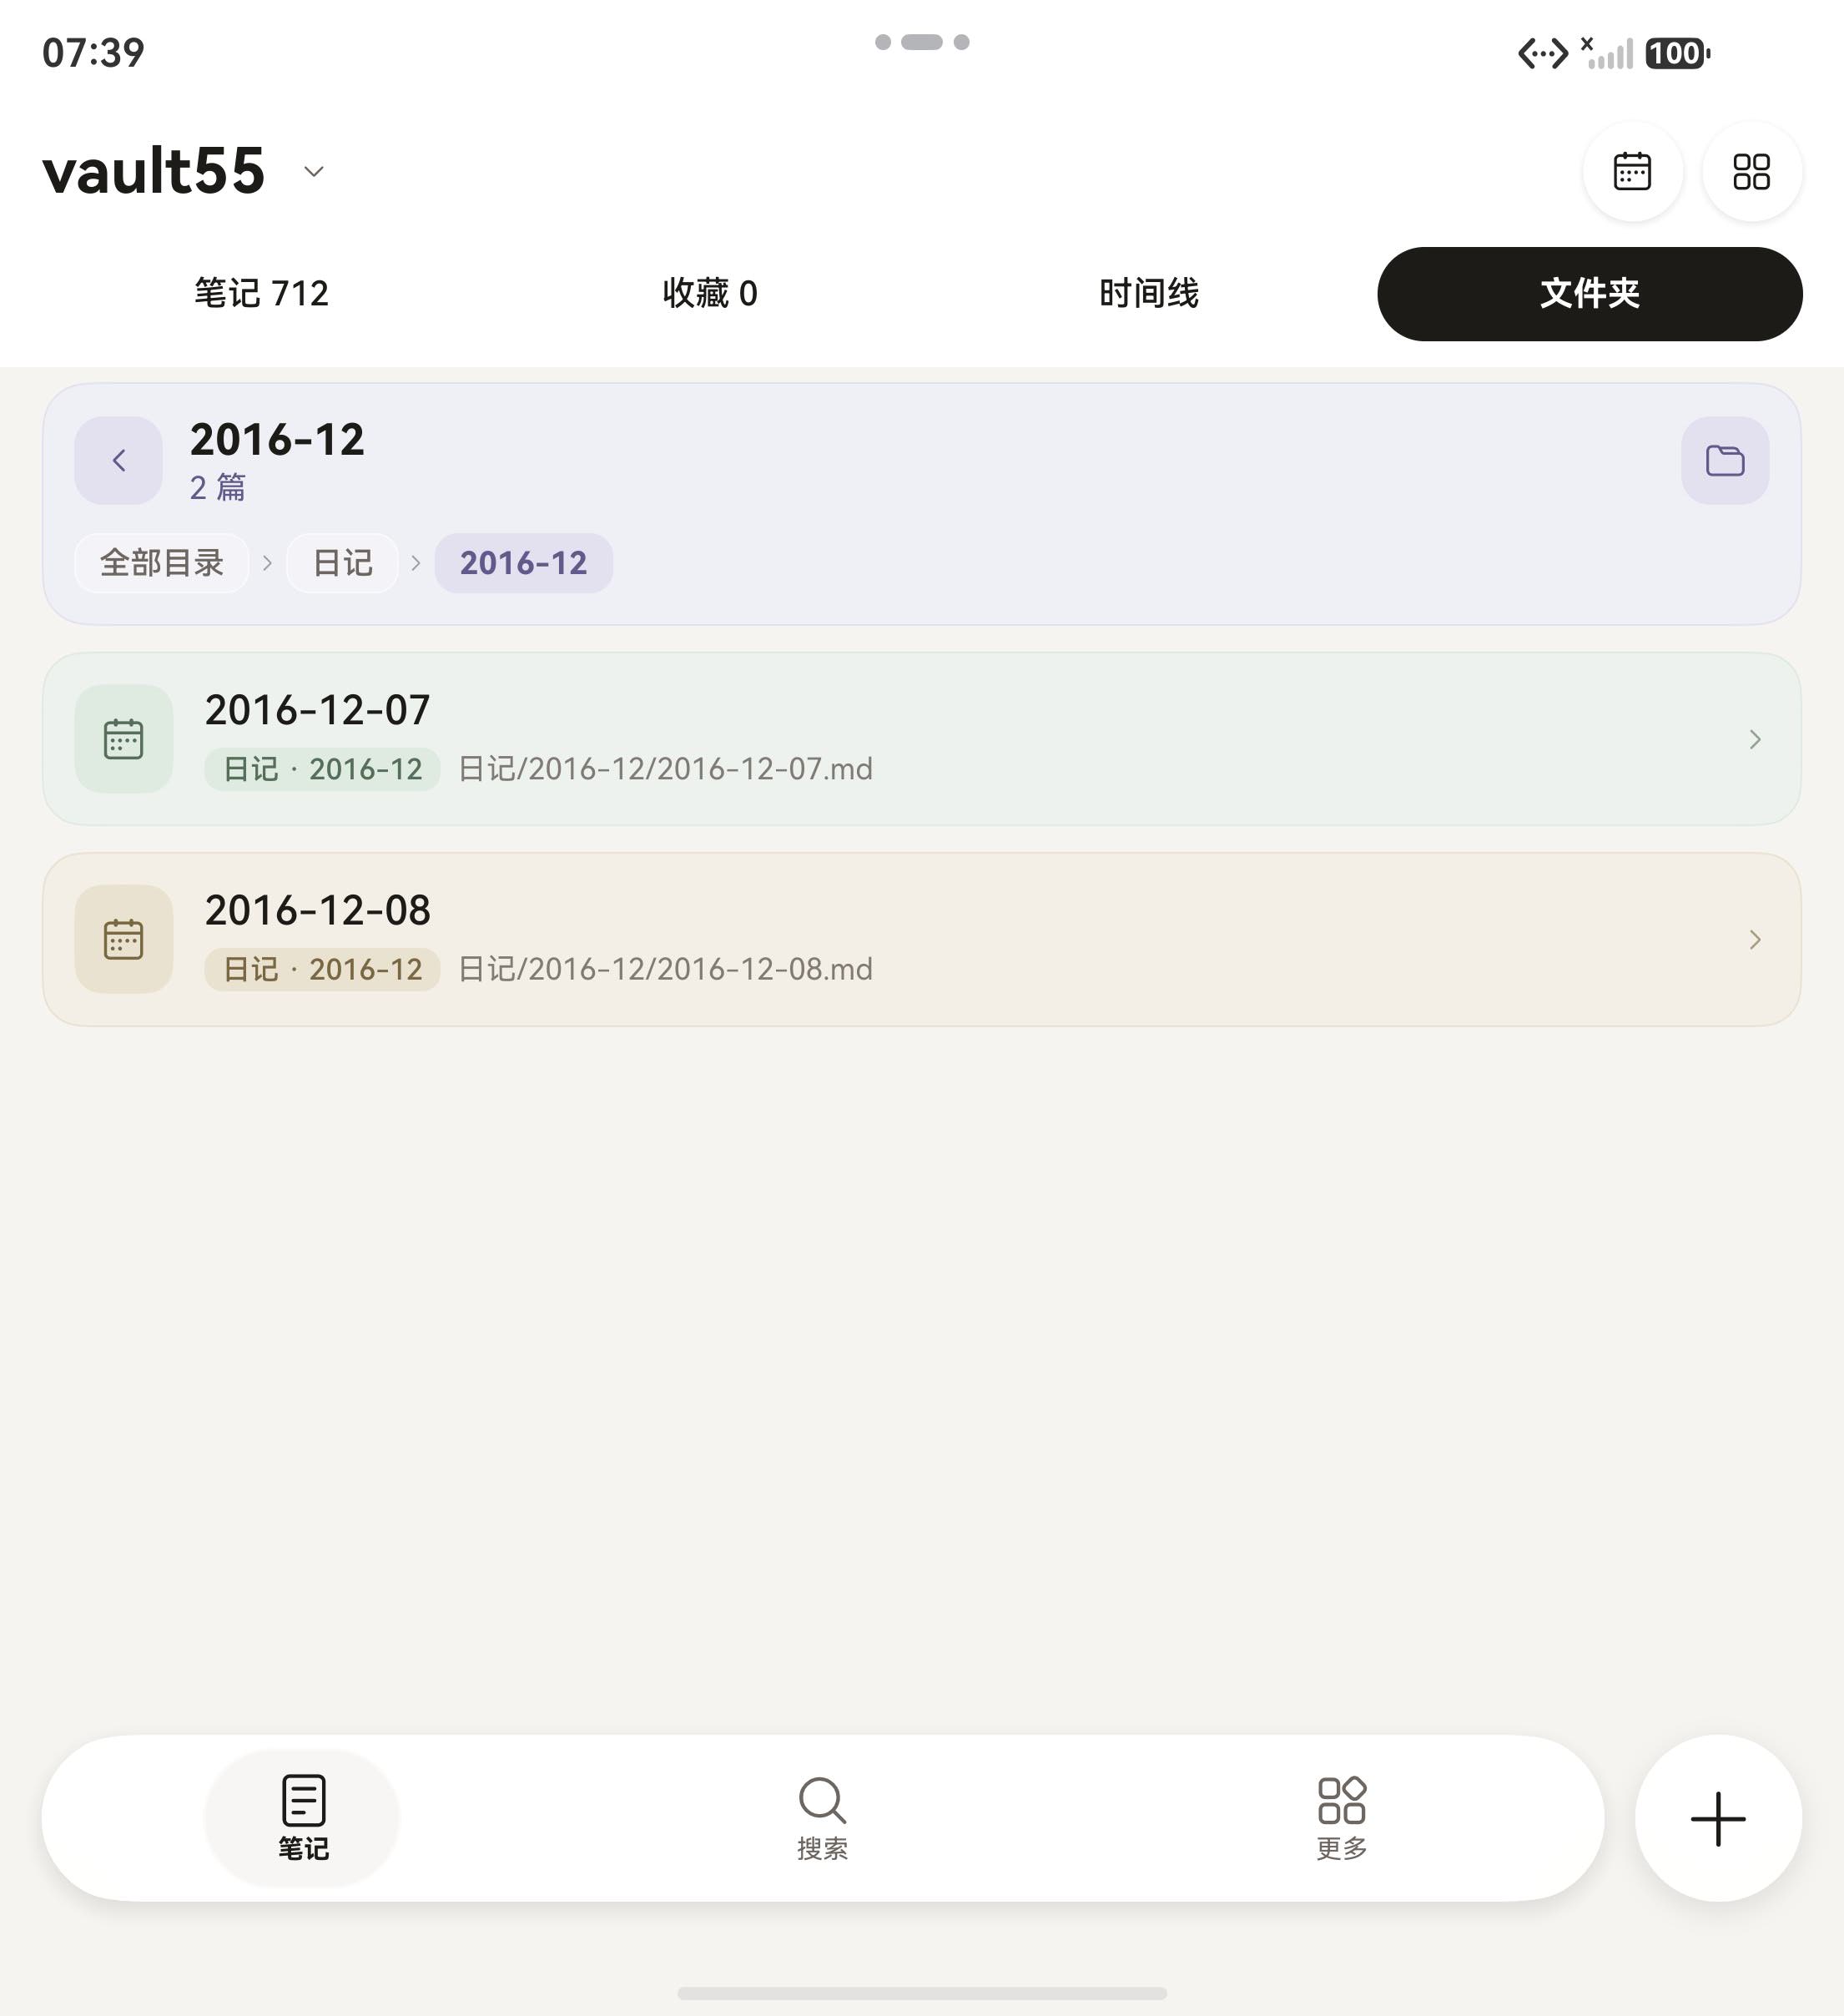 07:39
100
vault55
笔记 712
收藏 0
时间线
文件夹
2016-12
2 篇
全部目录
日记
2016-12
2016-12-07
日记 · 2016-12 日记/2016-12/2016-12-07.md
2016-12-08
日记 · 2016-12 日记/2016-12/2016-12-08.md
笔记
搜索
更多